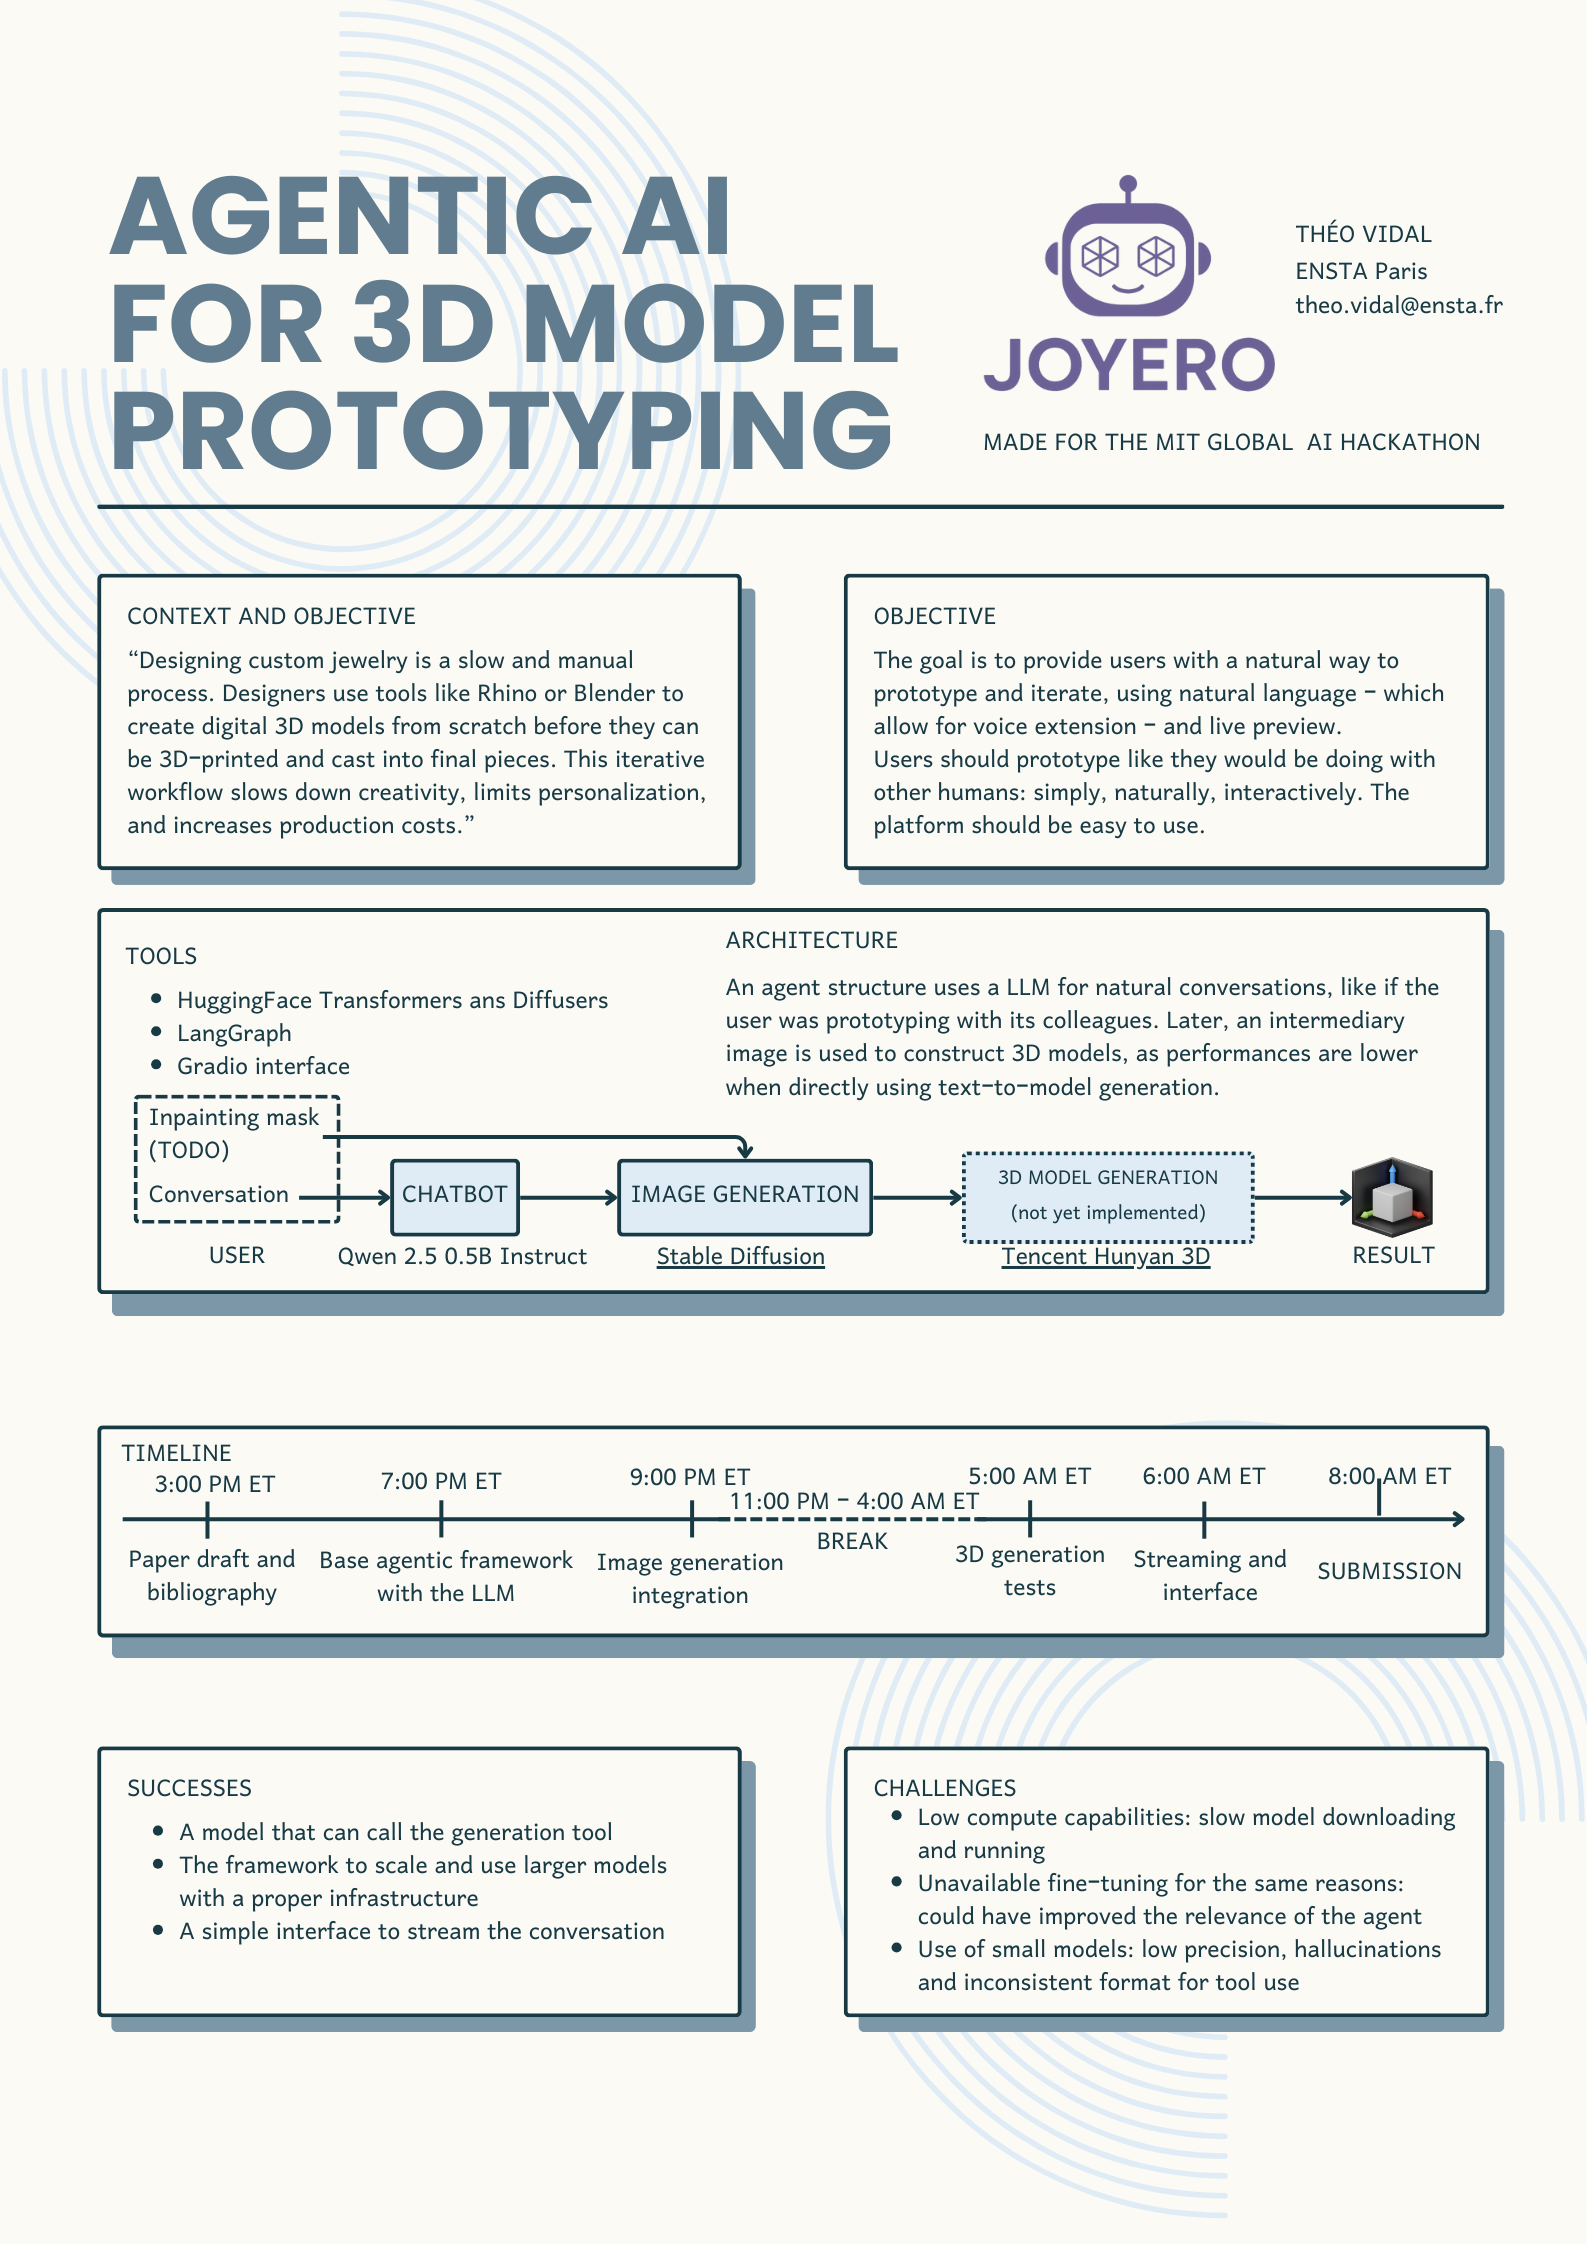 AGENTIC AI
FOR 3D MODEL
PROTOTYPING
JOYERO
THÉO VIDAL
ENSTA Paris
theo.vidal@ensta.fr
MADE FOR THE MIT GLOBAL AI HACKATHON
CONTEXT AND OBJECTIVE
“Designing custom jewelry is a slow and manual
process. Designers use tools like Rhino or Blender to
create digital 3D models from scratch before they can
be 3D-printed and cast into final pieces. This iterative
workflow slows down creativity, limits personalization,
and increases production costs.”
OBJECTIVE
The goal is to provide users with a natural way to
prototype and iterate, using natural language - which
allow for voice extension - and live preview.
Users should prototype like they would be doing with
other humans: simply, naturally, interactively. The
platform should be easy to use.
TOOLS
• HuggingFace Transformers ans Diffusers
• LangGraph
• Gradio interface
ARCHITECTURE
An agent structure uses a LLM for natural conversations, like if the
user was prototyping with its colleagues. Later, an intermediary
image is used to construct 3D models, as performances are lower
when directly using text-to-model generation.
Inpainting mask
(TODO)
Conversation
USER
CHATBOT
Qwen 2.5 0.5B Instruct
IMAGE GENERATION
Stable Diffusion
3D MODEL GENERATION
(not yet implemented)
Tencent Hunyan 3D
RESULT
TIMELINE
3:00 PM ET
Paper draft and
bibliography
7:00 PM ET
Base agentic framework
with the LLM
9:00 PM ET
Image generation
integration
11:00 PM - 4:00 AM ET
BREAK
5:00 AM ET
3D generation
tests
6:00 AM ET
Streaming and
interface
8:00 AM ET
SUBMISSION
SUCCESSES
• A model that can call the generation tool
• The framework to scale and use larger models
with a proper infrastructure
• A simple interface to stream the conversation
CHALLENGES
• Low compute capabilities: slow model downloading
and running
• Unavailable fine-tuning for the same reasons:
could have improved the relevance of the agent
• Use of small models: low precision, hallucinations
and inconsistent format for tool use